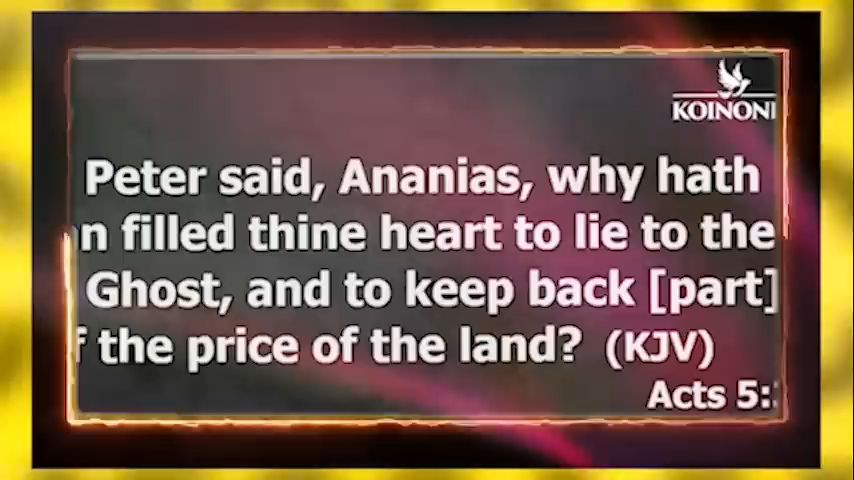 KOINONI
Peter said, Ananias, why hath
n filled thine heart to lie to the
Ghost, and to keep back [part]
f the price of the land? (KJV)
Acts 5: